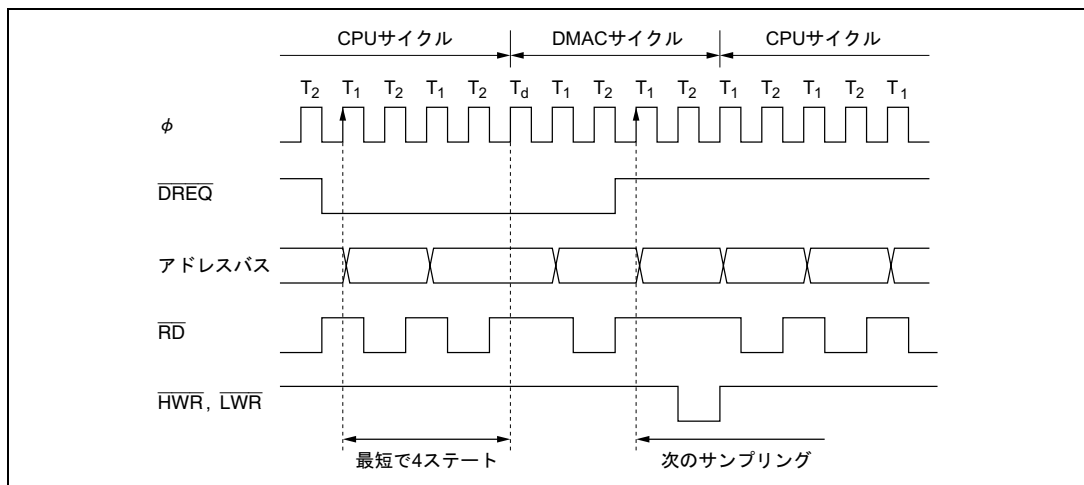 CPUサイクル DMACサイクル CPUサイクル
T2 T1 T2 T1 T2 Td T1 T2 T1 T2 T1 T2 T1 T2 T1
φ
DREQ
アドレスバス
RD
HWR, LWR
最短で4ステート 次のサンプリング